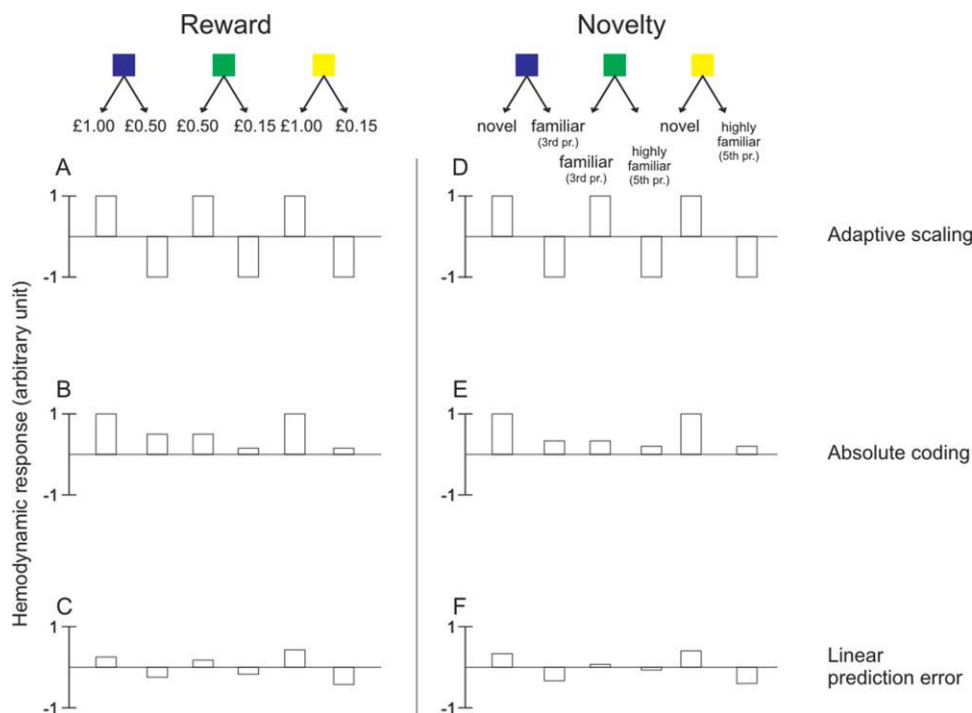 Reward
Novelty
£1.00 £0.50 £0.50 £0.15 £1.00 £0.15
novel familiar novel highly
(3rd pr.) familiar
familiar highly (5th pr.)
(3rd pr.) familiar
(5th pr.)
A
D
1
-1
1
-1
Adaptive scaling
Hemodynamic response (arbitrary unit)
B
E
1
-1
1
-1
Absolute coding
C
F
1
-1
1
-1
Linear
prediction error